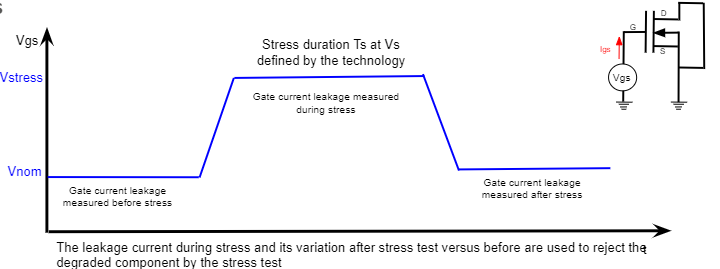 s
Vgs
Vstress
Vnom
Stress duration Ts at Vs
defined by the technology
Gate current leakage measured
during stress
Gate current leakage
measured before stress
Gate current leakage
measured after stress
t
The leakage current during stress and its variation after stress test versus before are used to reject the
degraded component by the stress test
D
G
S
Igs
Vgs